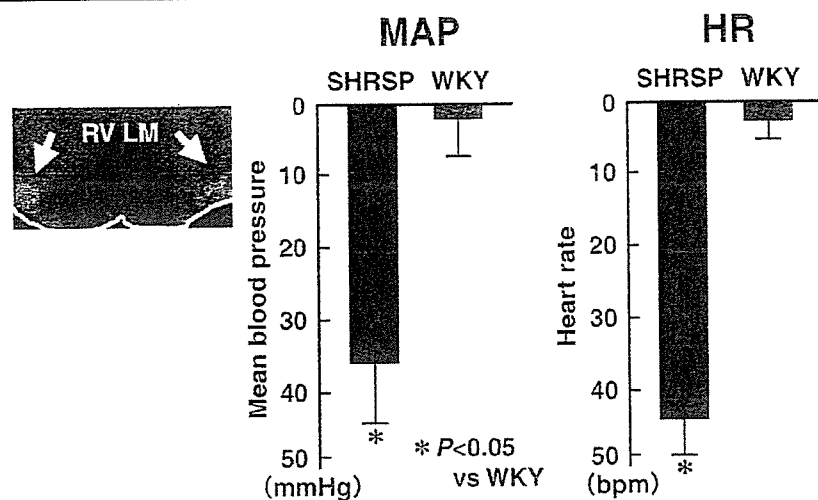 MAP
HR
SHRSP WKY
SHRSP WKY
RV LM
Mean blood pressure
0
10
20
30
40
50
(mmHg)
* P<0.05
vs WKY
*
Heart rate
0
10
20
30
40
50
(bpm)
*